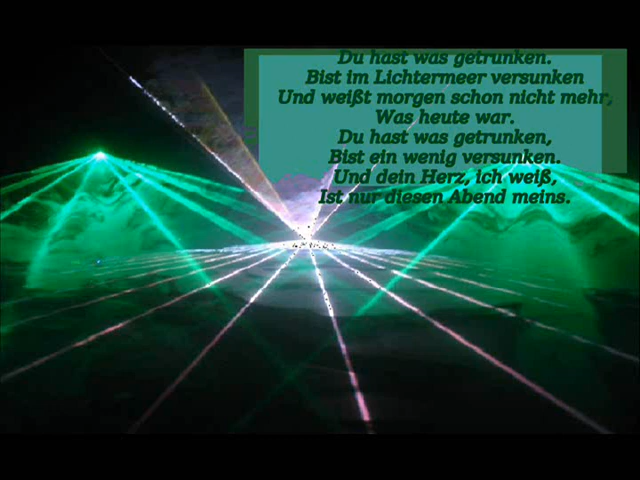 Du hast was getrunken.
Bist im Lichtermeer versunken
Und weißt morgen schon nicht mehr,
Was heute war.
Du hast was getrunken,
Bist ein wenig versunken.
Und dein Herz, ich weiß,
Ist nur diesen Abend meins.